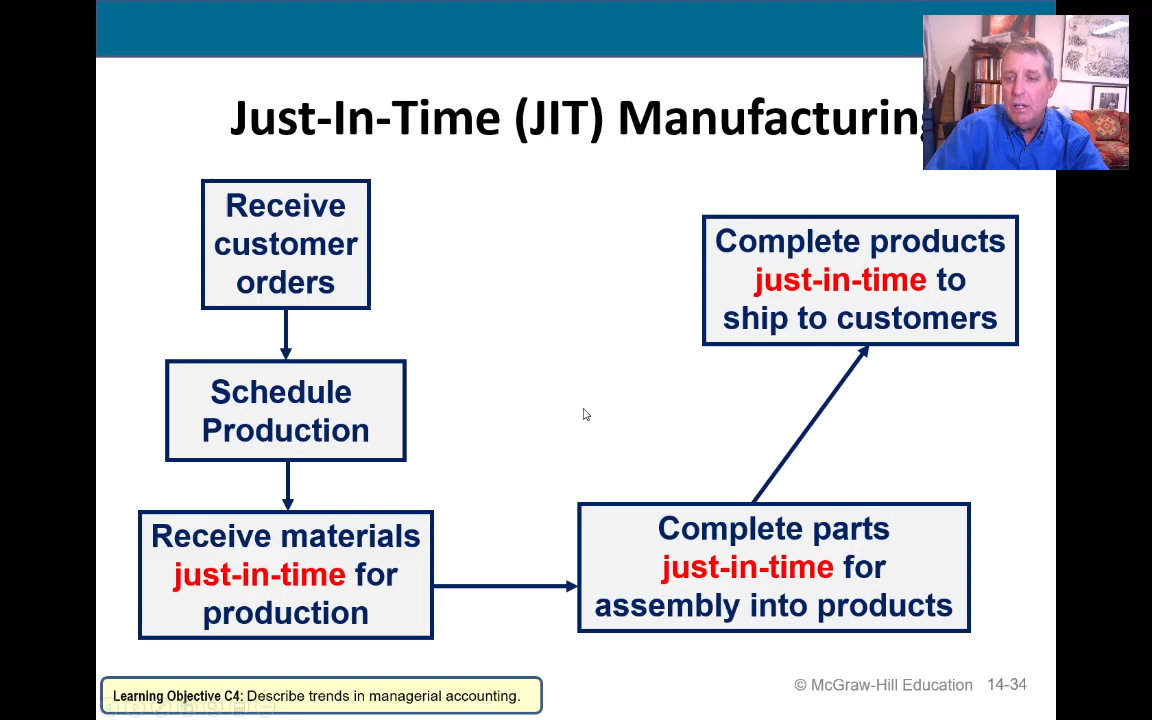 Just-In-Time (JIT) Manufacturing
Receive
customer
orders
Schedule
Production
Receive materials
just-in-time for
production
Complete parts
just-in-time for
assembly into products
Complete products
just-in-time to
ship to customers
Learning Objective C4: Describe trends in managerial accounting.
© McGraw-Hill Education 14-34